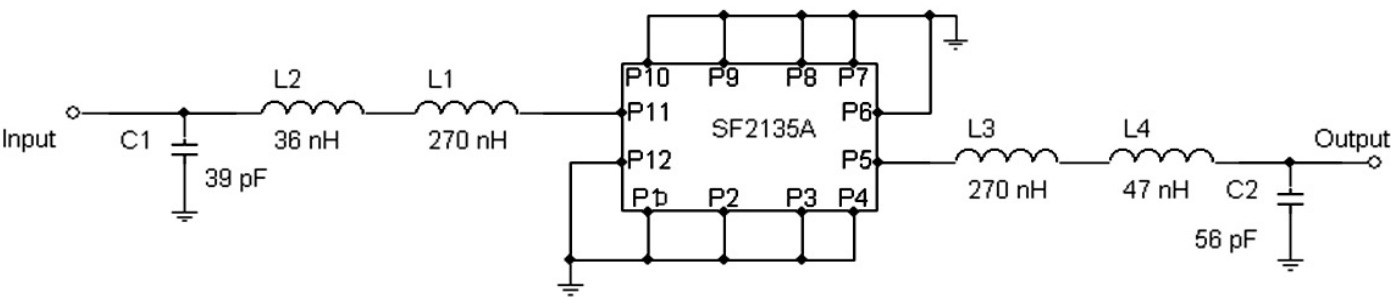 P10 P9 P8 P7
L2 L1
P11 P6
Input C1 36 nH 270 nH SF2135A L3 L4 Output
39 pF P12 P5
P1 P2 P3 P4 270 nH 47 nH C2
56 pF